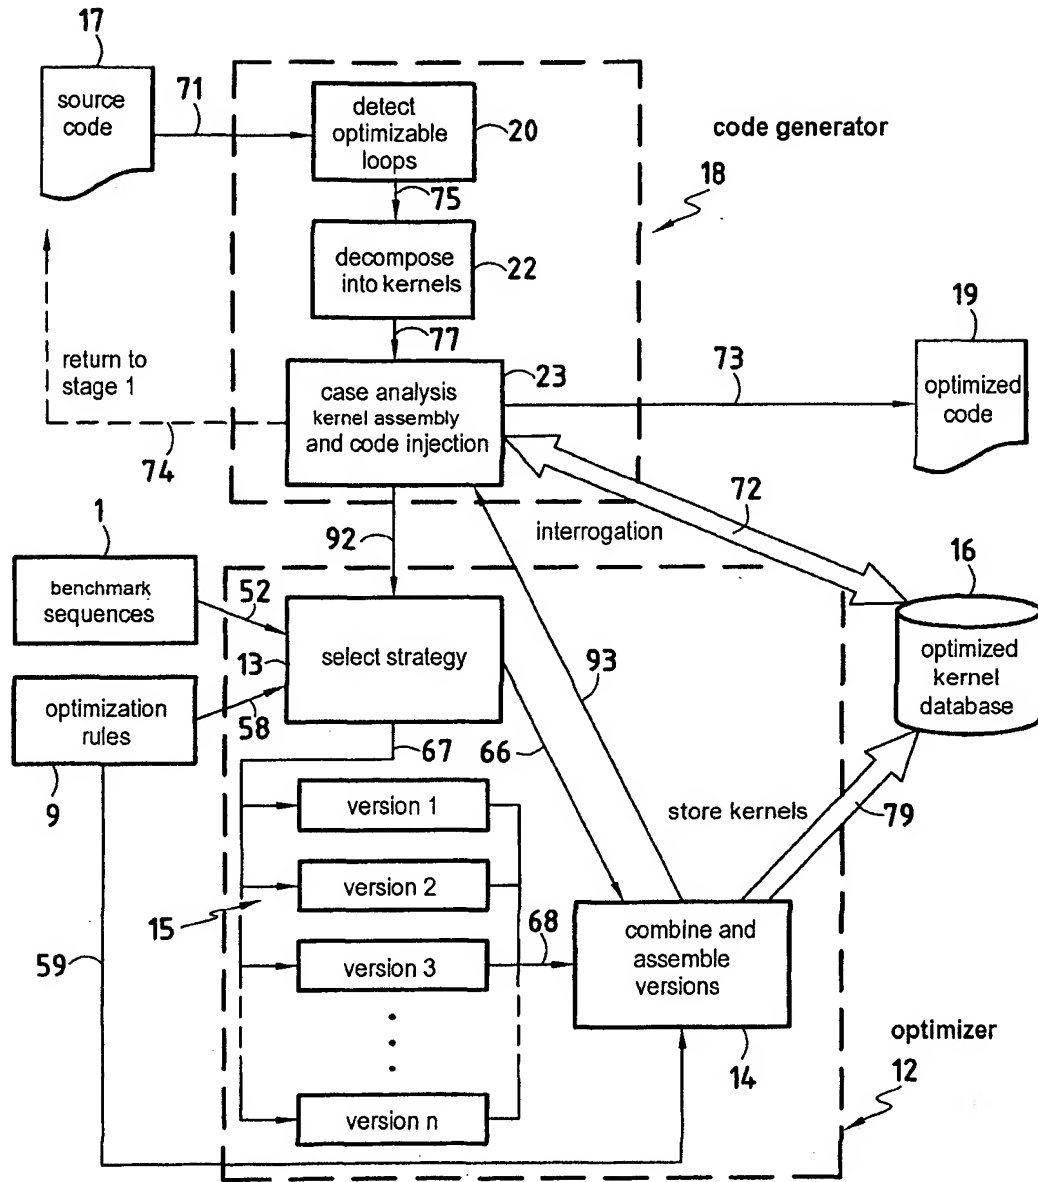 17
source
code
71
detect
optimizable
loops
20
code generator
18
75
decompose
into kernels
22
77
19
return to
stage 1
case analysis
kernel assembly
and code injection
23
73
optimized
code
74
72
1
92
interrogation
16
benchmark
sequences
52
13
select strategy
93
optimized
kernel
database
optimization
rules
58
67
66
9
version 1
store kernels
79
version 2
15
68
combine and
assemble
versions
59
version 3
optimizer
14
12
version n